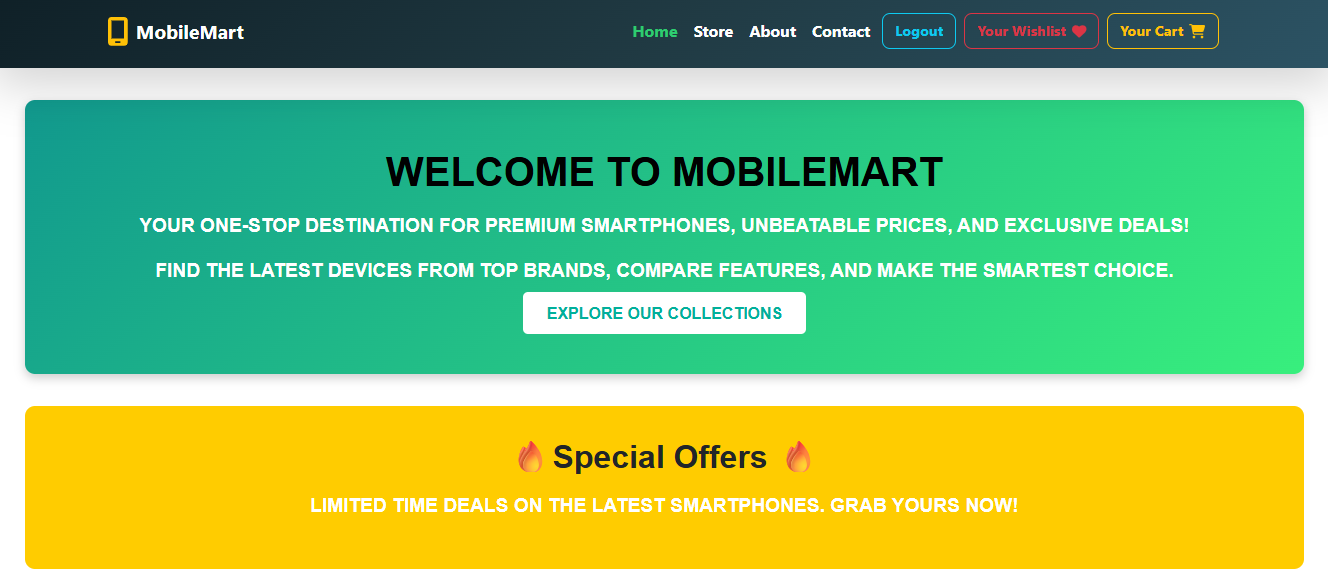 MobileMart
Home Store About Contact Logout Your Wishlist Your Cart
WELCOME TO MOBILEMART
YOUR ONE-STOP DESTINATION FOR PREMIUM SMARTPHONES, UNBEATABLE PRICES, AND EXCLUSIVE DEALS!
FIND THE LATEST DEVICES FROM TOP BRANDS, COMPARE FEATURES, AND MAKE THE SMARTEST CHOICE.
EXPLORE OUR COLLECTIONS
Special Offers
LIMITED TIME DEALS ON THE LATEST SMARTPHONES. GRAB YOURS NOW!